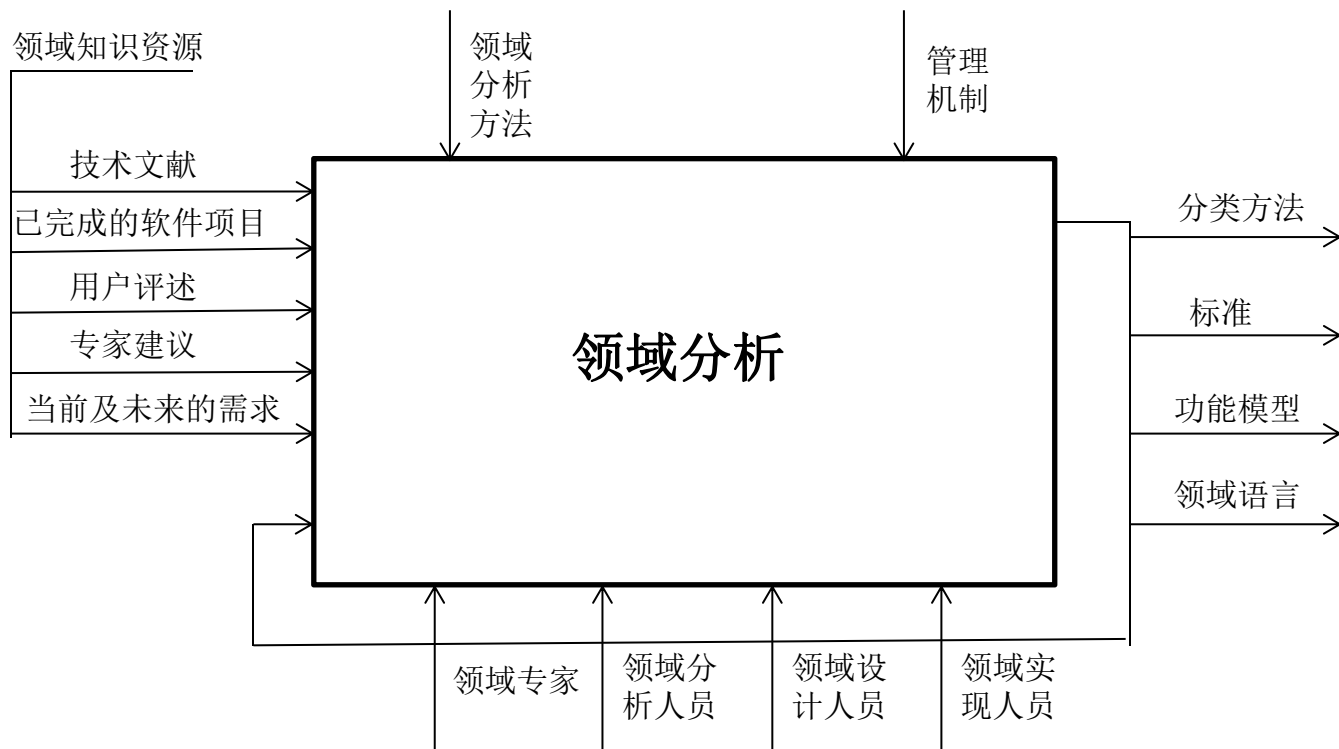 领域知识资源
领域
分析
方法
管理
机制
技术文献
已完成的软件项目
用户评述
专家建议
当前及未来的需求
领域分析
分类方法
标准
功能模型
领域语言
领域专家
领域分
析人员
领域设
计人员
领域实
现人员